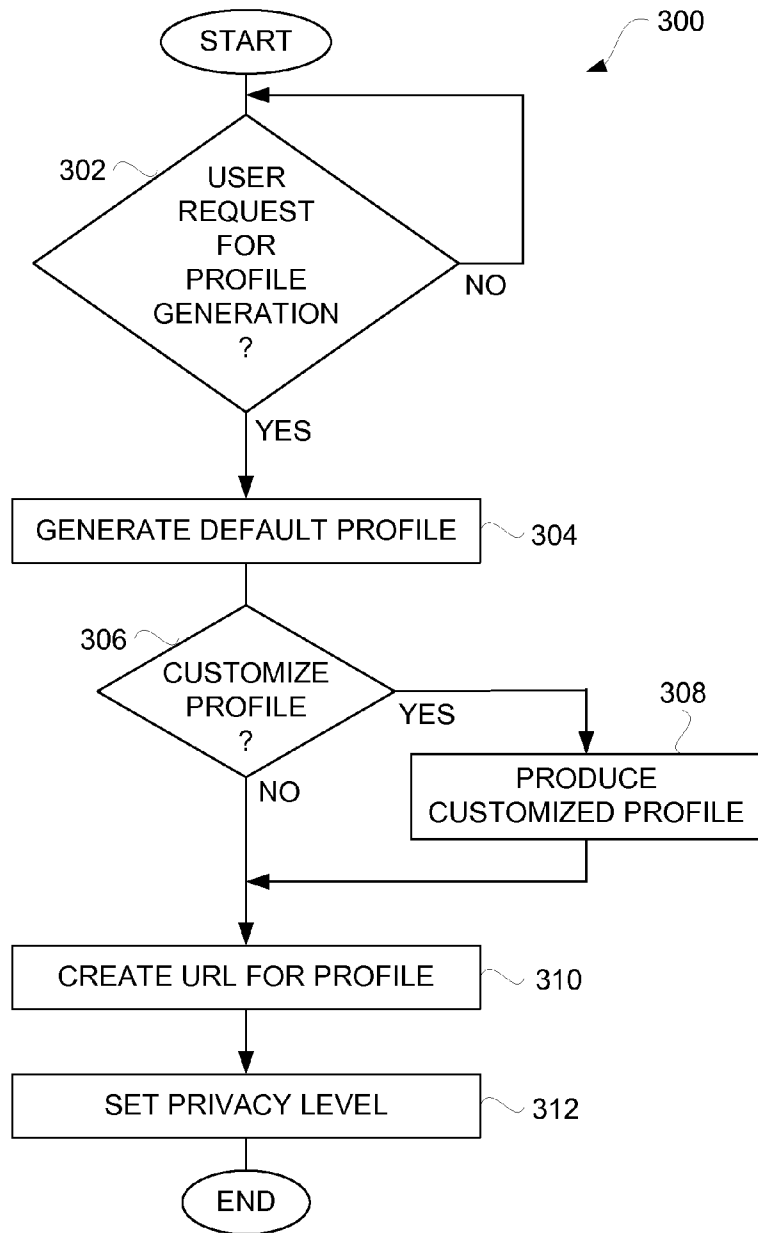 START
300
302
USER
REQUEST
FOR
PROFILE
GENERATION
?
NO
YES
GENERATE DEFAULT PROFILE
304
306
CUSTOMIZE
PROFILE
?
YES
NO
308
PRODUCE
CUSTOMIZED PROFILE
CREATE URL FOR PROFILE
310
SET PRIVACY LEVEL
312
END